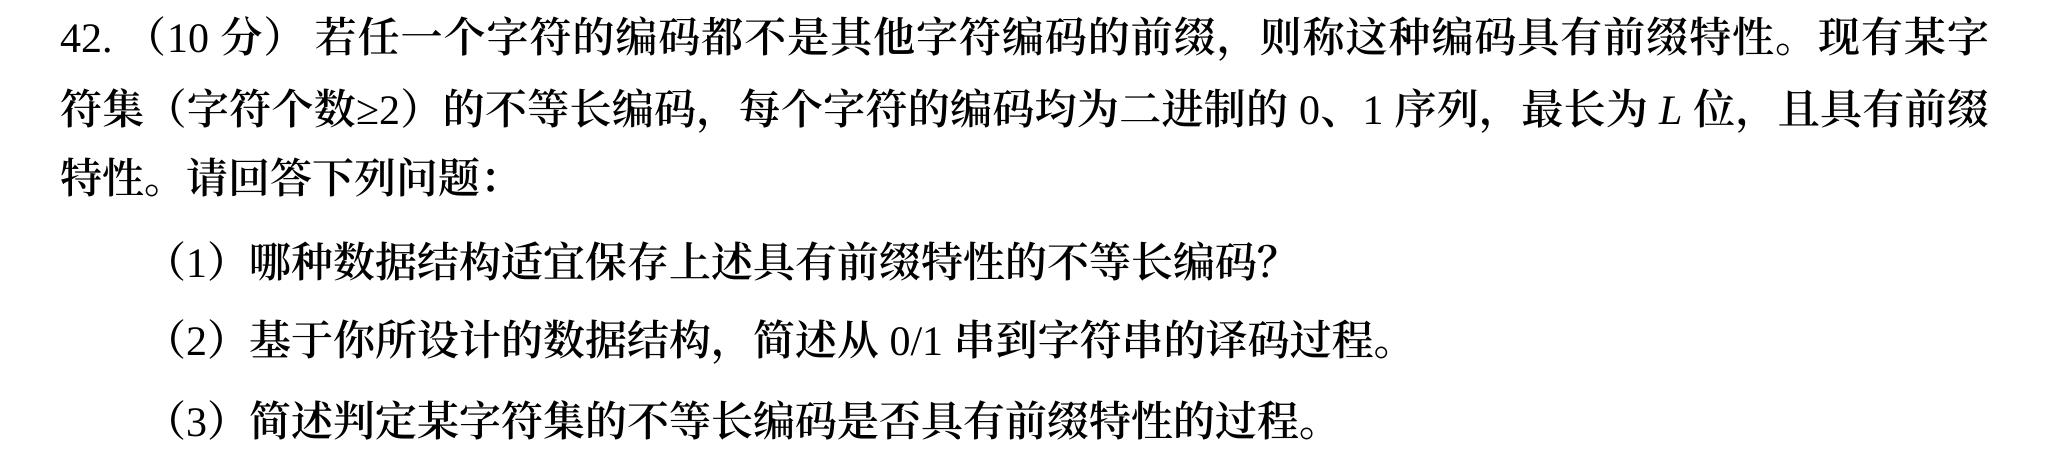 42. （10 分） 若任一个字符的编码都不是其他字符编码的前缀，则称这种编码具有前缀特性。现有某字
符集（字符个数≥2）的不等长编码，每个字符的编码均为二进制的 0、1 序列，最长为 L 位，且具有前缀
特性。请回答下列问题：
（1）哪种数据结构适宜保存上述具有前缀特性的不等长编码？
（2）基于你所设计的数据结构，简述从 0/1 串到字符串的译码过程。
（3）简述判定某字符集的不等长编码是否具有前缀特性的过程。